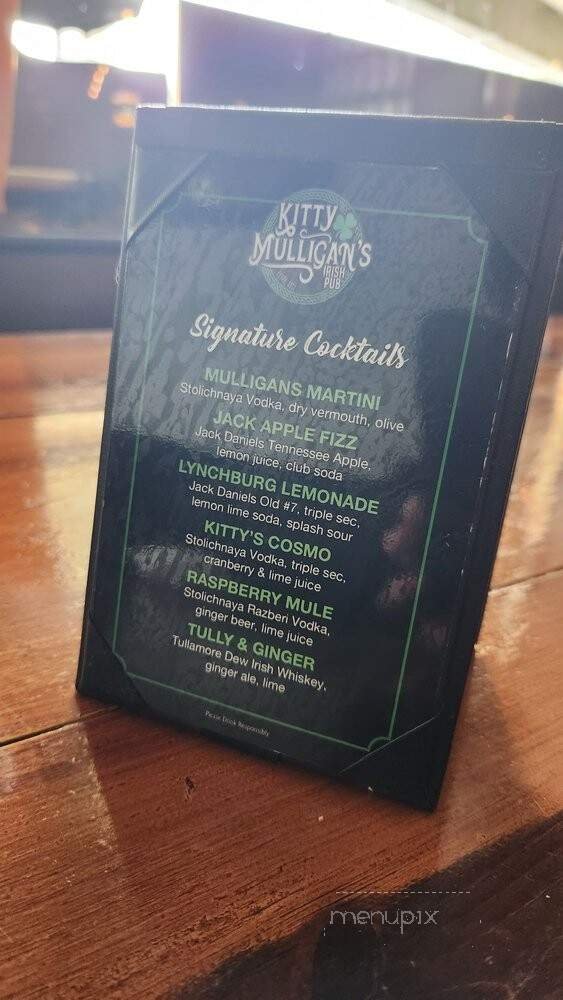 KITTY
MULLIGAN'S
IRISH
PUB
Signature Cocktails
MULLIGANS MARTINI
Stolichnaya Vodka, dry vermouth, olive
JACK APPLE FIZZ
Jack Daniels Tennessee Apple,
lemon juice, club soda
LYNCHBURG LEMONADE
Jack Daniels Old #7, triple sec,
lemon lime soda, splash sour
KITTY'S COSMO
Stolichnaya Vodka, triple sec,
cranberry & lime juice
RASPBERRY MULE
Stolichnaya Razberi Vodka,
ginger beer, lime juice
TULLY & GINGER
Tullamore Dew Irish Whiskey,
ginger ale, lime
Please Drink Responsibly
menupix